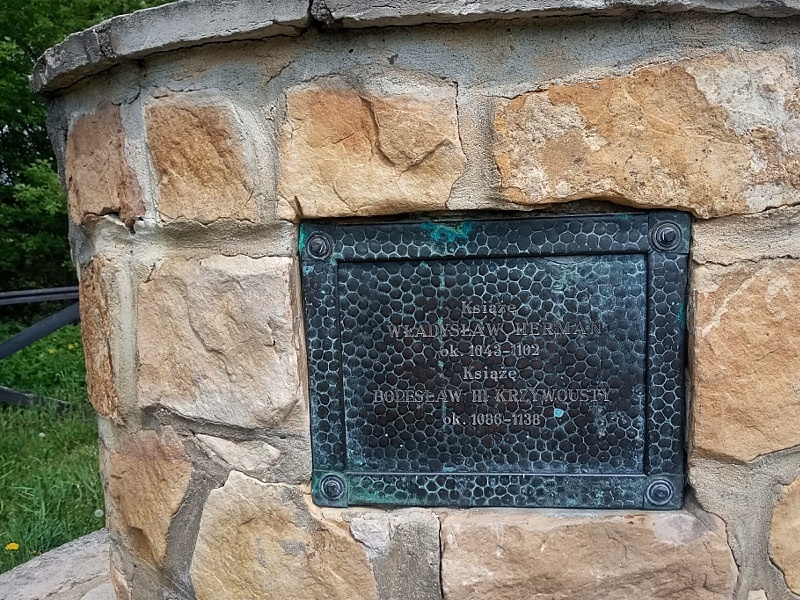 Książę
WŁADYSŁAW HERMAN
ok. 1043-1102
Książę
BOLESŁAW III KRZYWOUSTY
ok. 1086-1138